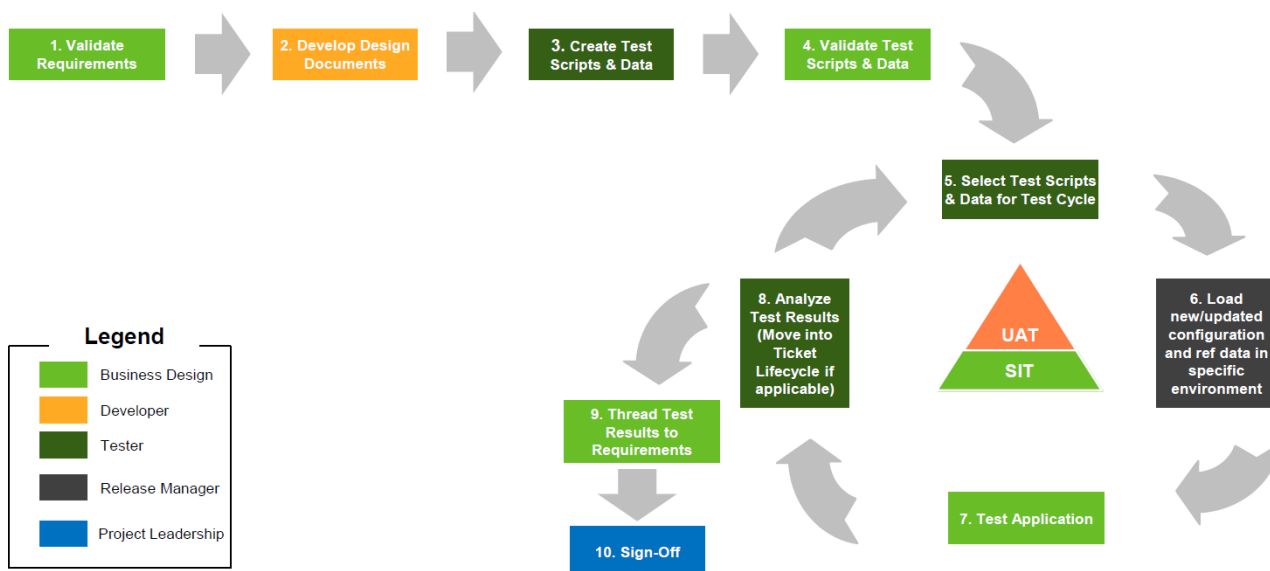 1. Validate
Requirements
2. Develop Design
Documents
3. Create Test
Scripts & Data
4. Validate Test
Scripts & Data
5. Select Test Scripts
& Data for Test Cycle
6. Load
new/updated
configuration
and ref data in
specific
environment
UAT
SIT
7. Test Application
8. Analyze
Test Results
(Move into
Ticket
Lifecycle if
applicable)
9. Thread Test
Results to
Requirements
10. Sign-Off
Legend
Business Design
Developer
Tester
Release Manager
Project Leadership